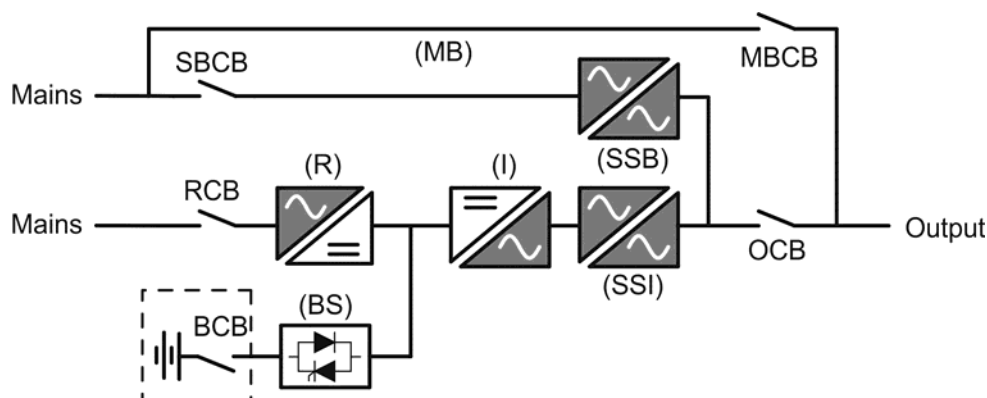 SBCB
(MB)
MBCB
Mains
(SSB)
(R)
(I)
RCB
Mains
Output
OCB
(SSI)
(BS)
BCB